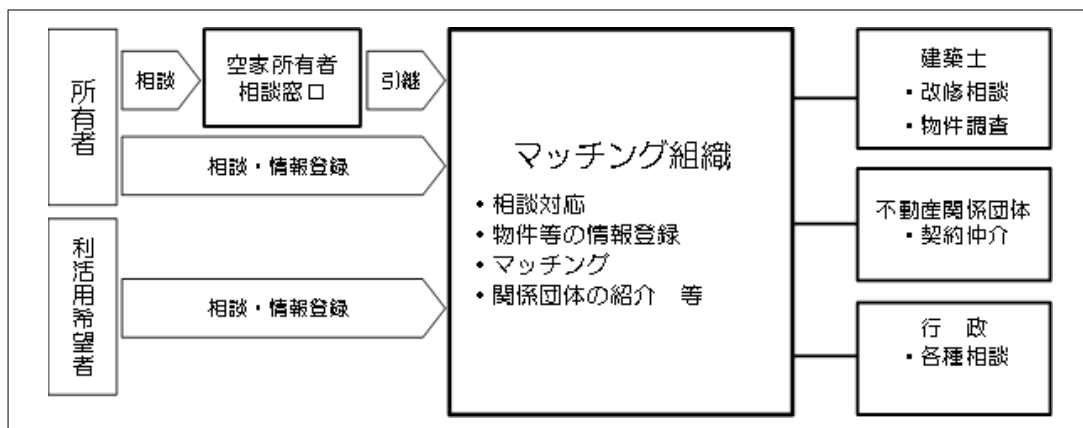 所有者
相談
空家所有者
相談窓口
引継
相談・情報登録
利活用希望者
相談・情報登録
マッチング組織
・相談対応
・物件等の情報登録
・マッチング
・関係団体の紹介　等
建築士
・改修相談
・物件調査
不動産関係団体
・契約仲介
行　政
・各種相談